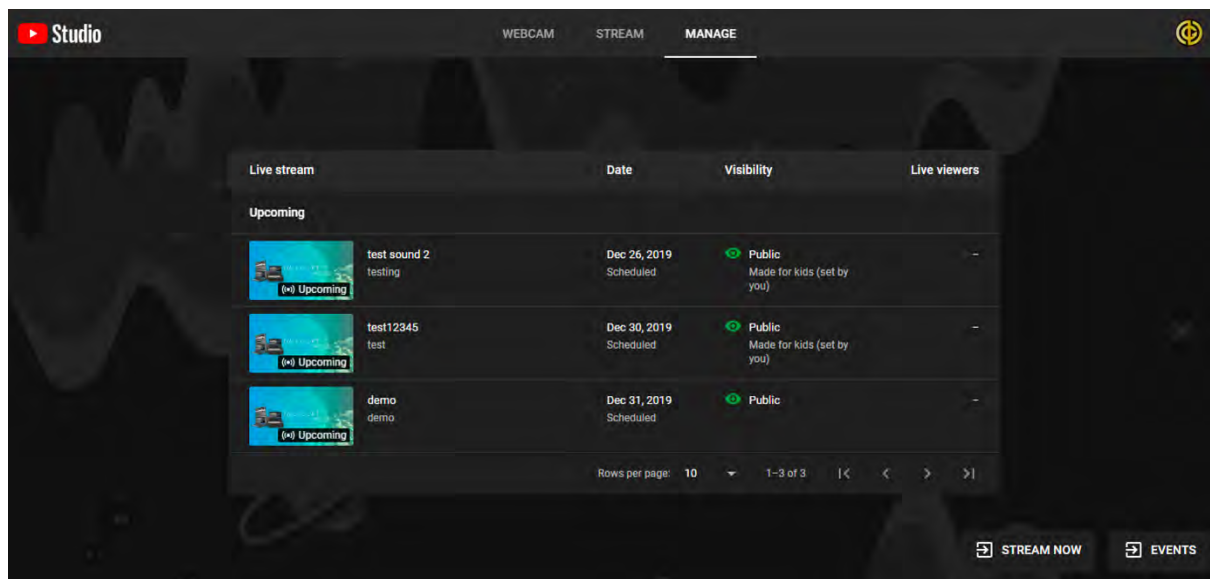 Studio
WEBCAM STREAM MANAGE
Live stream Date Visibility Live viewers
Upcoming
test sound 2 Dec 26, 2019 Public –
testing Scheduled Made for kids (set by
you)
((•)) Upcoming
test12345 Dec 30, 2019 Public –
test Scheduled Made for kids (set by
you)
((•)) Upcoming
demo Dec 31, 2019 Public –
demo Scheduled
((•)) Upcoming
Rows per page: 10 1–3 of 3
STREAM NOW EVENTS